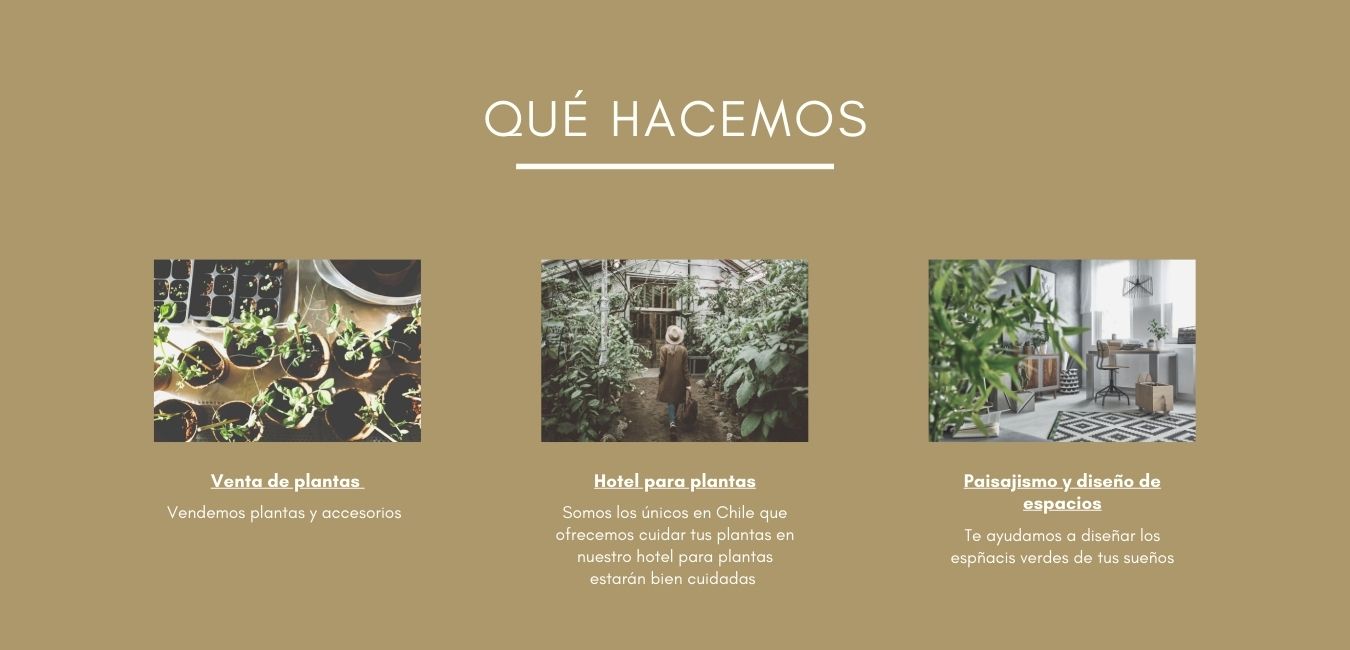 QUÉ HACEMOS
Venta de plantas
Vendemos plantas y accesorios
Hotel para plantas
Somos los únicos en Chile que
ofrecemos cuidar tus plantas en
nuestro hotel para plantas
estarán bien cuidadas
Paisajismo y diseño de
espacios
Te ayudamos a diseñar los
espñacis verdes de tus sueños